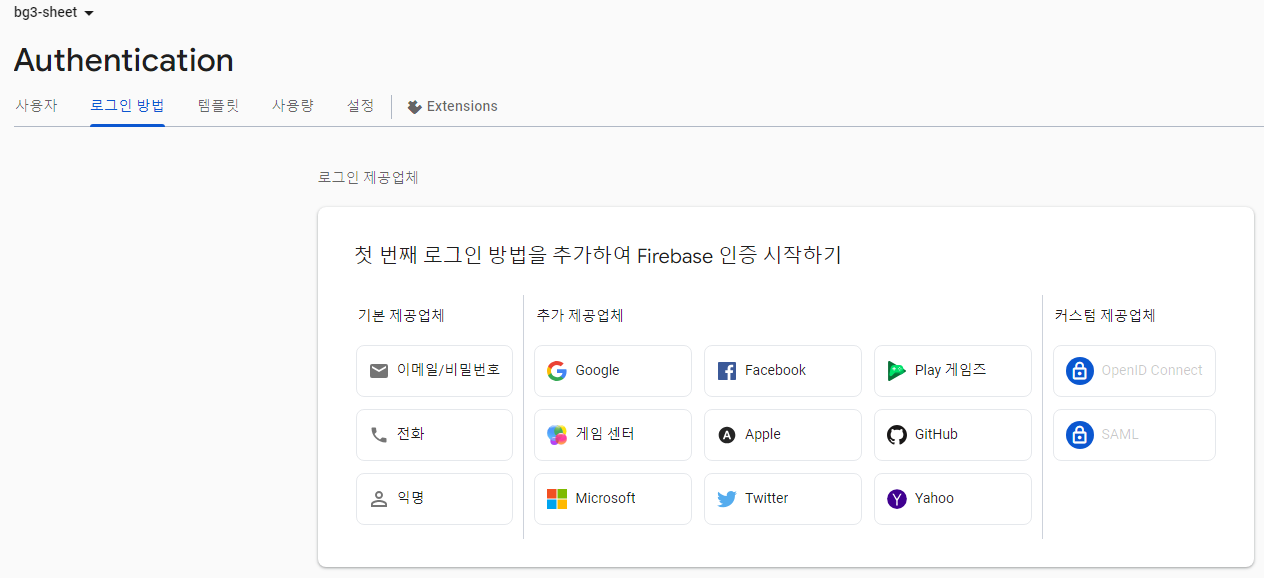 bg3-sheet
Authentication
사용자 로그인 방법 템플릿 사용량 설정 Extensions
로그인 제공업체
첫 번째 로그인 방법을 추가하여 Firebase 인증 시작하기
기본 제공업체
이메일/비밀번호
전화
익명
추가 제공업체
Google Facebook Play 게임즈
게임 센터 Apple GitHub
Microsoft Twitter Yahoo
커스텀 제공업체
OpenID Connect
SAML